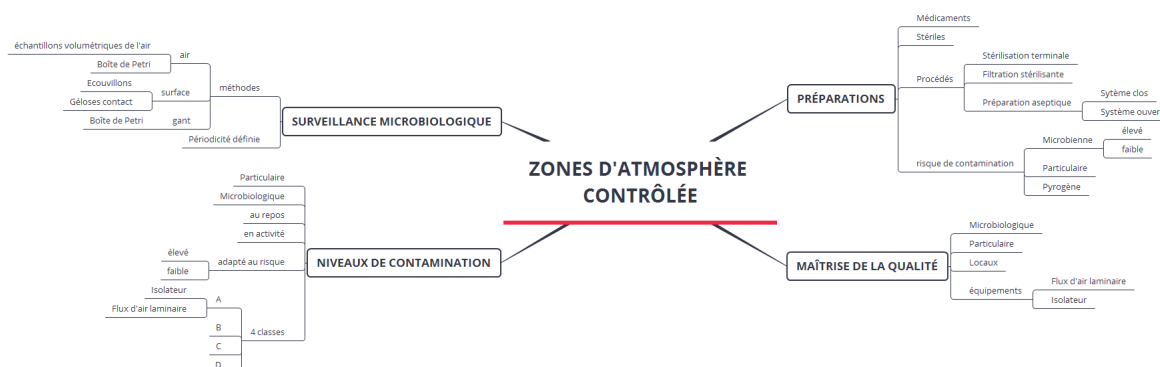 ZONES D'ATMOSPHÈRE
CONTRÔLÉE
PRÉPARATIONS
Médicaments
Stériles
Procédés
Stérilisation terminale
Filtration stérilisante
Préparation aseptique
Sytème clos
Système ouver
risque de contamination
Microbienne
élevé
faible
Particulaire
Pyrogène
MAÎTRISE DE LA QUALITÉ
Microbiologique
Particulaire
Locaux
équipements
Flux d'air laminaire
Isolateur
SURVEILLANCE MICROBIOLOGIQUE
méthodes
air
échantillons volumétriques de l'air
Boîte de Petri
surface
Ecouvillons
Géloses contact
gant
Boîte de Petri
Périodicité définie
NIVEAUX DE CONTAMINATION
Particulaire
Microbiologique
au repos
en activité
adapté au risque
élevé
faible
4 classes
A
Isolateur
Flux d'air laminaire
B
C
D